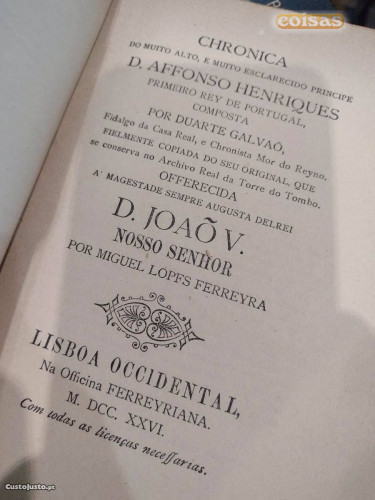 coisas
CHRONICA
DO MUITO ALTO, E MUITO ESCLARECIDO PRINCIPE
D. AFFONSO HENRIQUES
PRIMEIRO REY DE PORTUGAL,
COMPOSTA
POR DUARTE GALVAÕ,
Fidalgo da Casa Real, e Chronista Mor do Reyno.
FIELMENTE COPIADA DO SEU ORIGINAL, QUE
se conserva no Archivo Real da Torre do Tombo.
OFFERECIDA
A' MAGESTADE SEMPRE AUGUSTA DELREI
D. JOAÕ V.
NOSSO SENHOR
POR MIGUEL LOPFS FERREYRA
LISBOA OCCIDENTAL,
Na Officina FERREYRIANA.
M. DCC. XXVI.
Com todas as licenças neceſſarias.
CustoJusto.pt